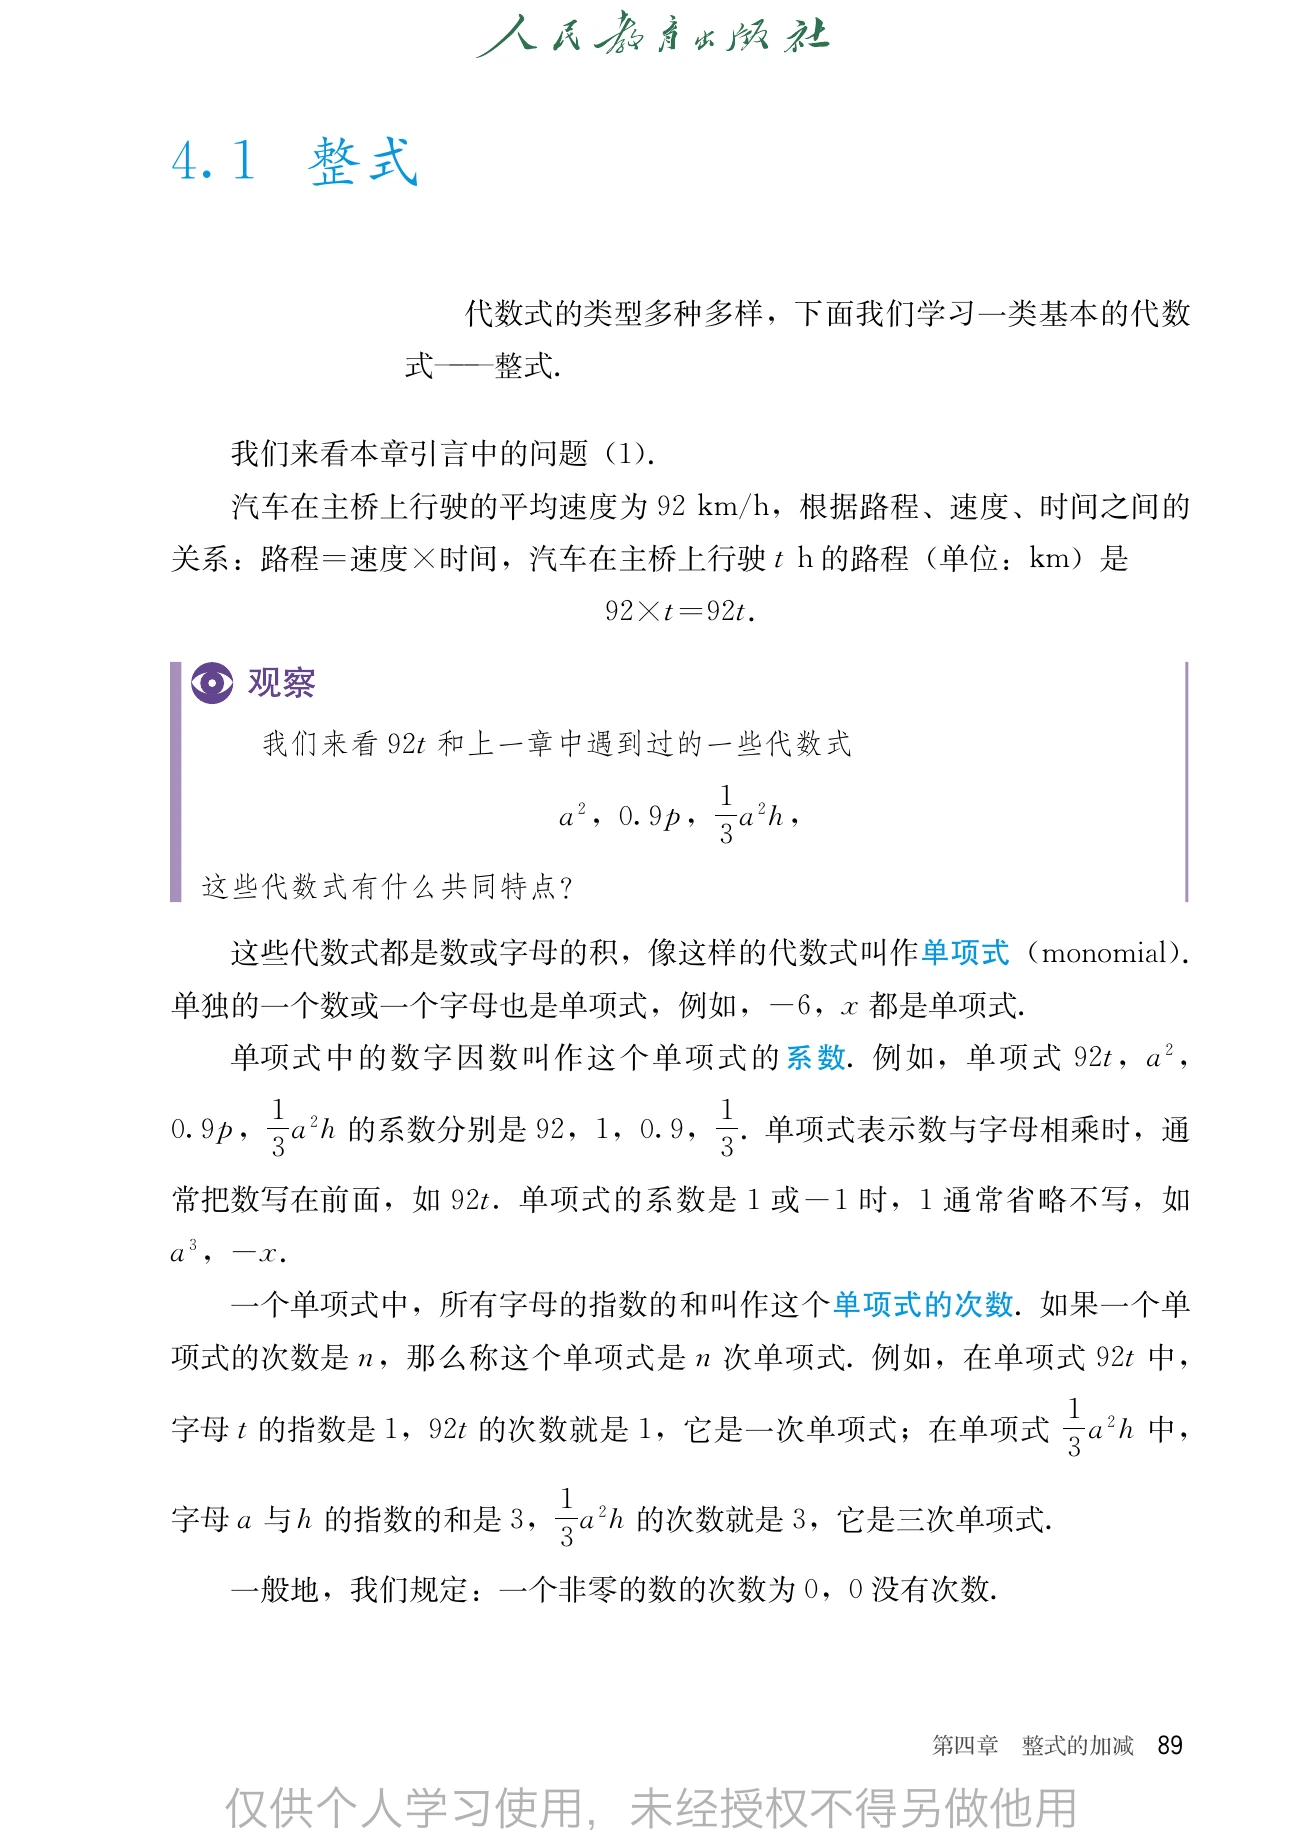 人民教育出版社
4.1 整式
代数式的类型多种多样，下面我们学习一类基本的代数
式——整式.
我们来看本章引言中的问题（1）.
汽车在主桥上行驶的平均速度为 92 km/h，根据路程、速度、时间之间的
关系：路程＝速度×时间，汽车在主桥上行驶 t h 的路程（单位：km）是
92×t＝92t.
观察
我们来看 92t 和上一章中遇到过的一些代数式
a²，0.9p，1/3 a²h，
这些代数式有什么共同特点？
这些代数式都是数或字母的积，像这样的代数式叫作单项式（monomial）.
单独的一个数或一个字母也是单项式，例如，－6，x 都是单项式.
单项式中的数字因数叫作这个单项式的系数. 例如，单项式 92t，a²，
0.9p，1/3 a²h 的系数分别是 92，1，0.9，1/3. 单项式表示数与字母相乘时，通
常把数写在前面，如 92t. 单项式的系数是 1 或－1 时，1 通常省略不写，如
a³，－x.
一个单项式中，所有字母的指数的和叫作这个单项式的次数. 如果一个单
项式的次数是 n，那么称这个单项式是 n 次单项式. 例如，在单项式 92t 中，
字母 t 的指数是 1，92t 的次数就是 1，它是一次单项式；在单项式 1/3 a²h 中，
字母 a 与 h 的指数的和是 3，1/3 a²h 的次数就是 3，它是三次单项式.
一般地，我们规定：一个非零的数的次数为 0，0 没有次数.
第四章 整式的加减 89
仅供个人学习使用，未经授权不得另做他用